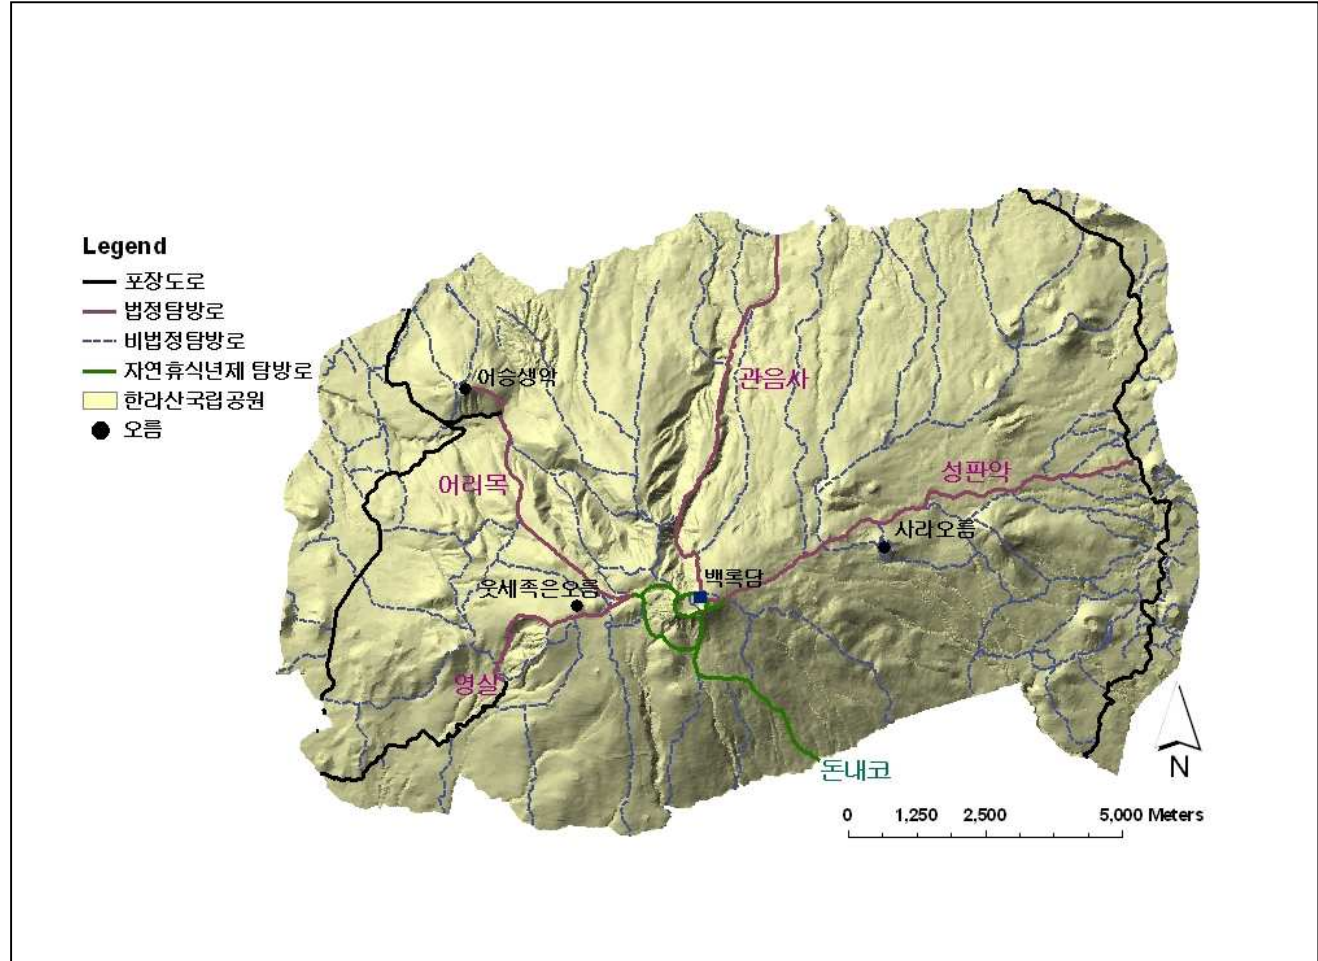 Legend
포장도로
법정탐방로
비법정탐방로
자연휴식년제 탐방로
한라산국립공원
오름
어승생악
관음사
어리목
성판악
사라오름
백록담
웃세족은오름
영실
돈내코
N
0 1,250 2,500 5,000 Meters